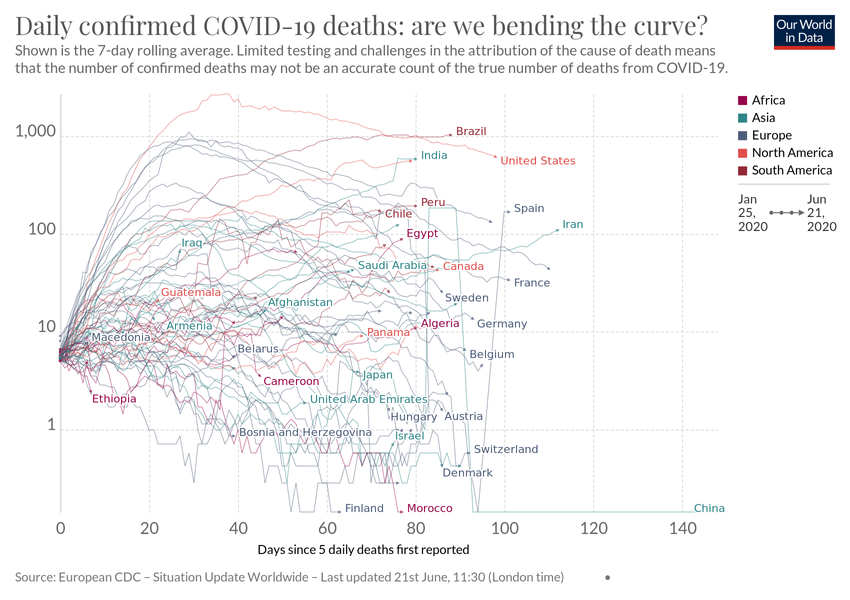 Daily confirmed COVID-19 deaths: are we bending the curve?
Our World
in Data
Shown is the 7-day rolling average. Limited testing and challenges in the attribution of the cause of death means
that the number of confirmed deaths may not be an accurate count of the true number of deaths from COVID-19.
Africa
Asia
Europe
North America
South America
Jan
25,
2020
Jun
21,
2020
1,000
100
10
1
Brazil
India
United States
Peru
Chile
Spain
Iran
Egypt
Iraq
Saudi Arabia
Canada
France
Guatemala
Afghanistan
Sweden
Armenia
Panama
Algeria
Germany
Macedonia
Belarus
Belgium
Cameroon
Japan
Ethiopia
United Arab Emirates
Hungary
Austria
Bosnia and Herzegovina
Israel
Switzerland
Denmark
Finland
Morocco
China
0
20
40
60
80
100
120
140
Days since 5 daily deaths first reported
Source: European CDC – Situation Update Worldwide – Last updated 21st June, 11:30 (London time)